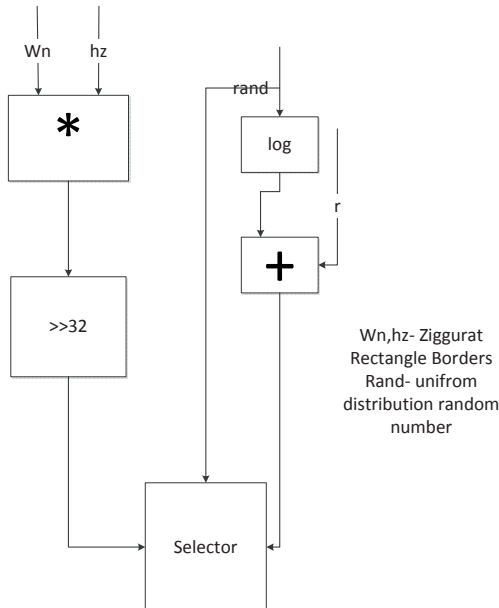 Wn
hz
*
rand
log
r
+
>>32
Wn,hz- Ziggurat
Rectangle Borders
Rand- unifrom
distribution random
number
Selector